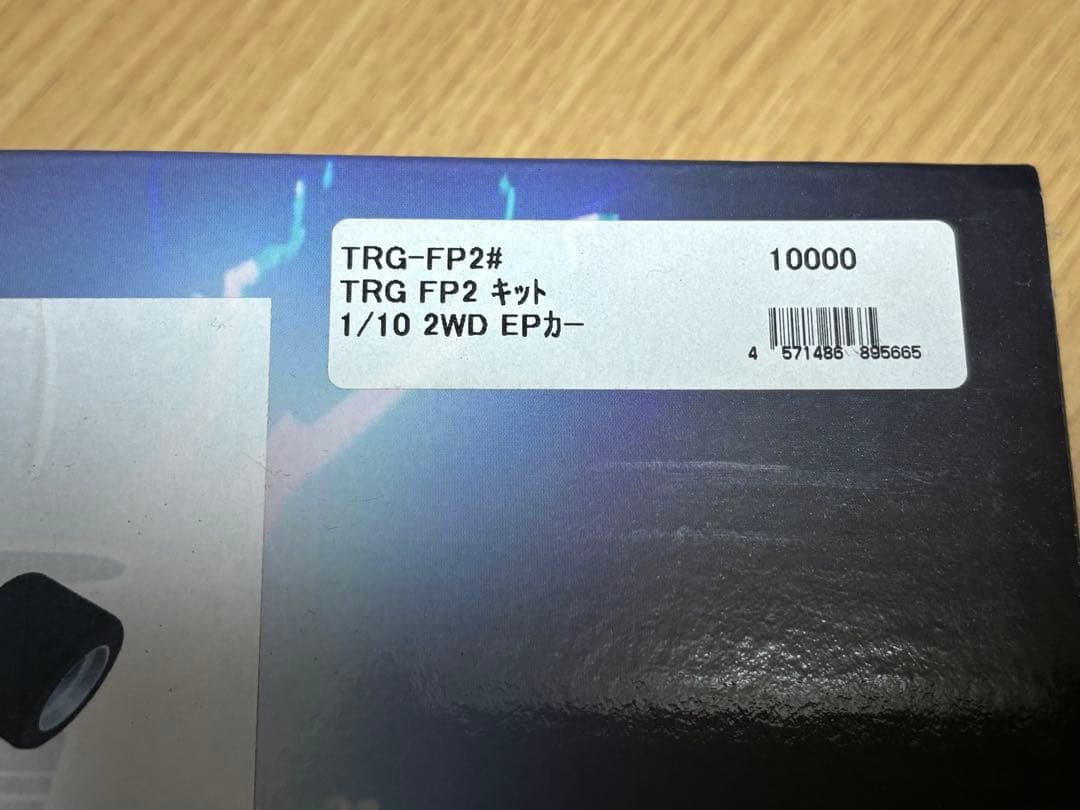 TRG-FP2# 10000
TRG FP2 ｷｯﾄ
1/10 2WD EPｶｰ
4 571486 895665